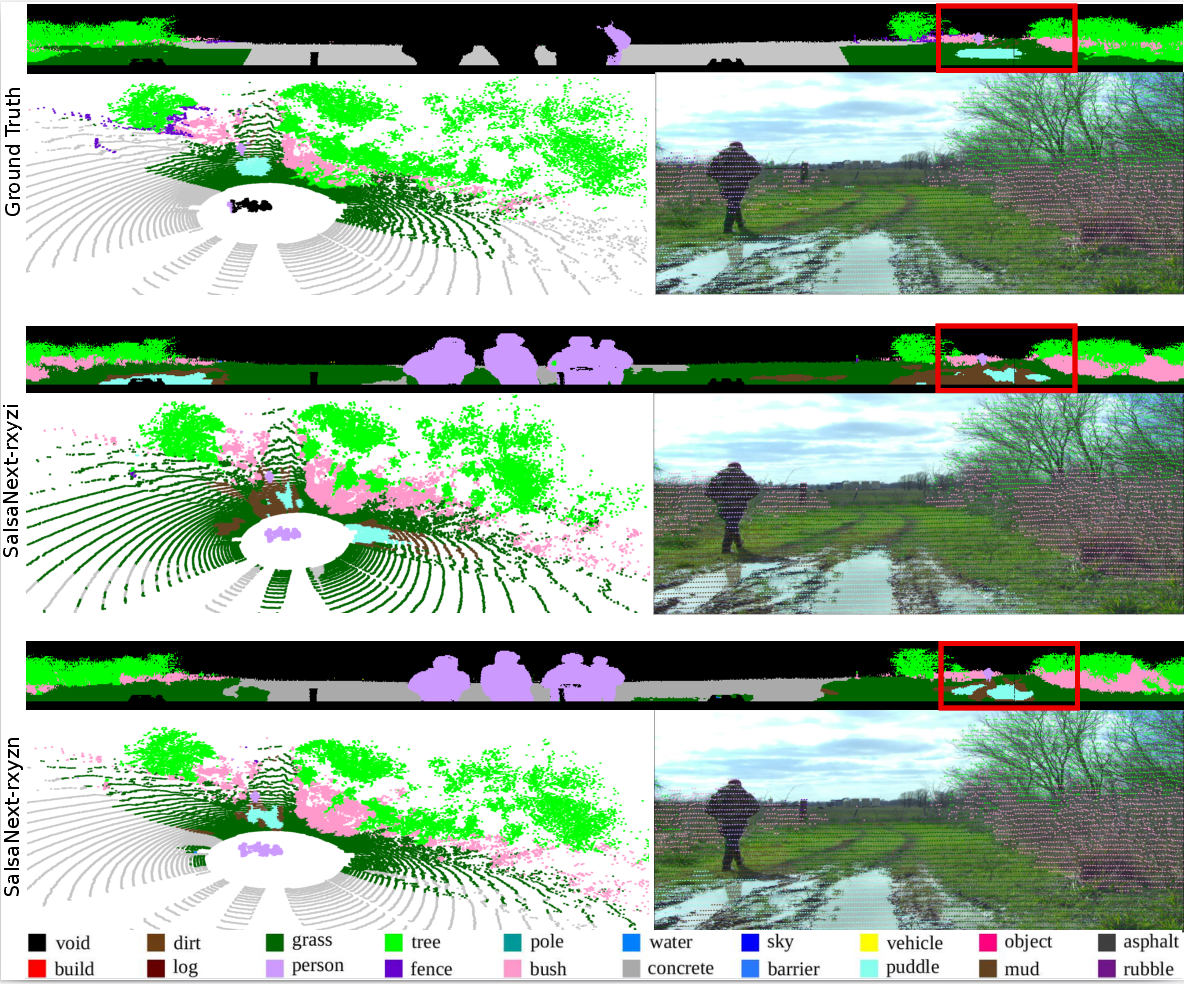 Ground Truth
SalsaNext-rxyzi
SalsaNext-rxyzn
void dirt grass tree pole water sky vehicle object asphalt
build log person fence bush concrete barrier puddle mud rubble